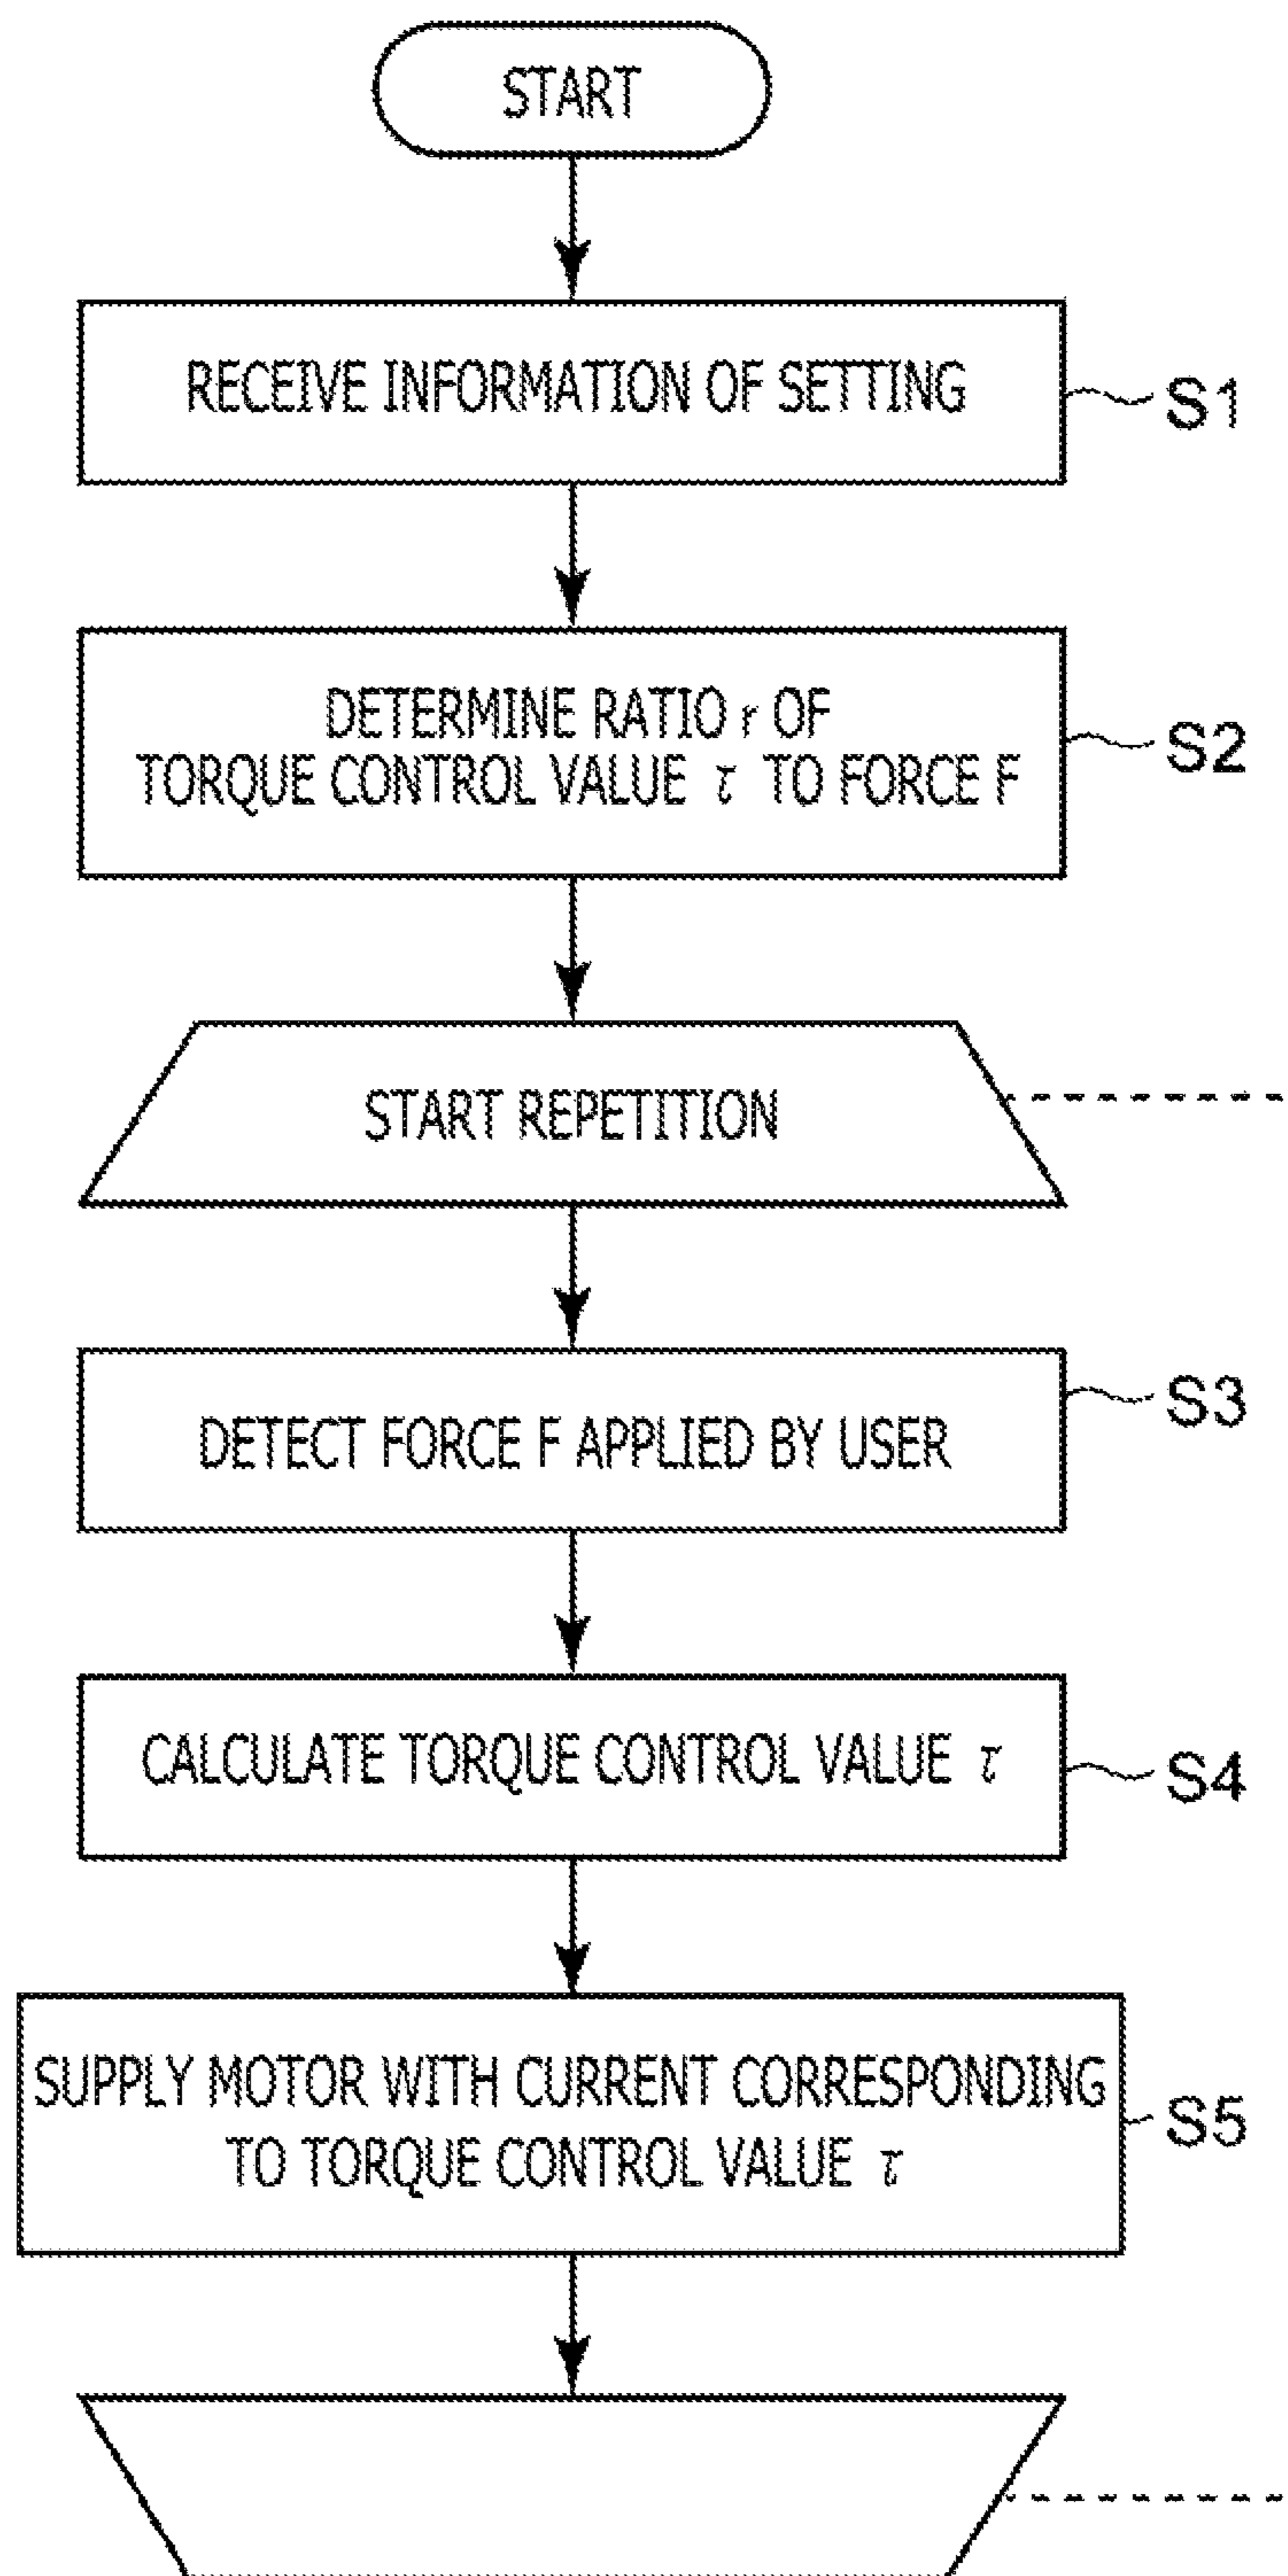 START
RECEIVE INFORMATION OF SETTING
S1
DETERMINE RATIO r OF
TORQUE CONTROL VALUE τ TO FORCE F
S2
START REPETITION
DETECT FORCE F APPLIED BY USER
S3
CALCULATE TORQUE CONTROL VALUE τ
S4
SUPPLY MOTOR WITH CURRENT CORRESPONDING
TO TORQUE CONTROL VALUE τ
S5